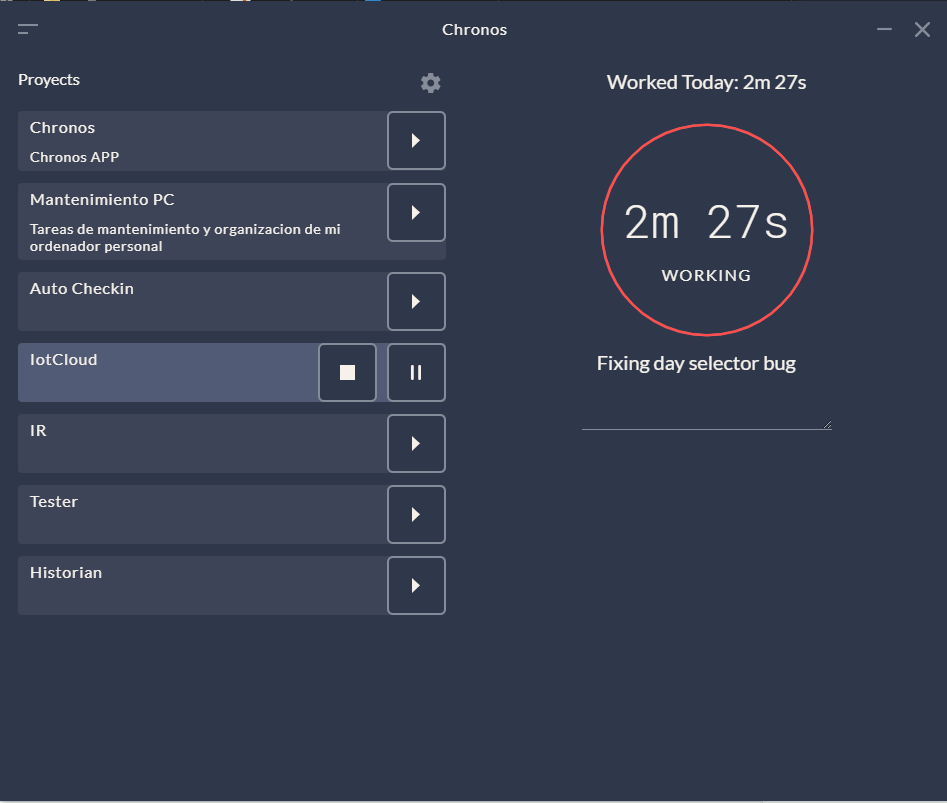 Chronos
Proyects
Chronos
Chronos APP
Mantenimiento PC
Tareas de mantenimiento y organizacion de mi
ordenador personal
Auto Checkin
IotCloud
IR
Tester
Historian
Worked Today: 2m 27s
2m 27s
WORKING
Fixing day selector bug